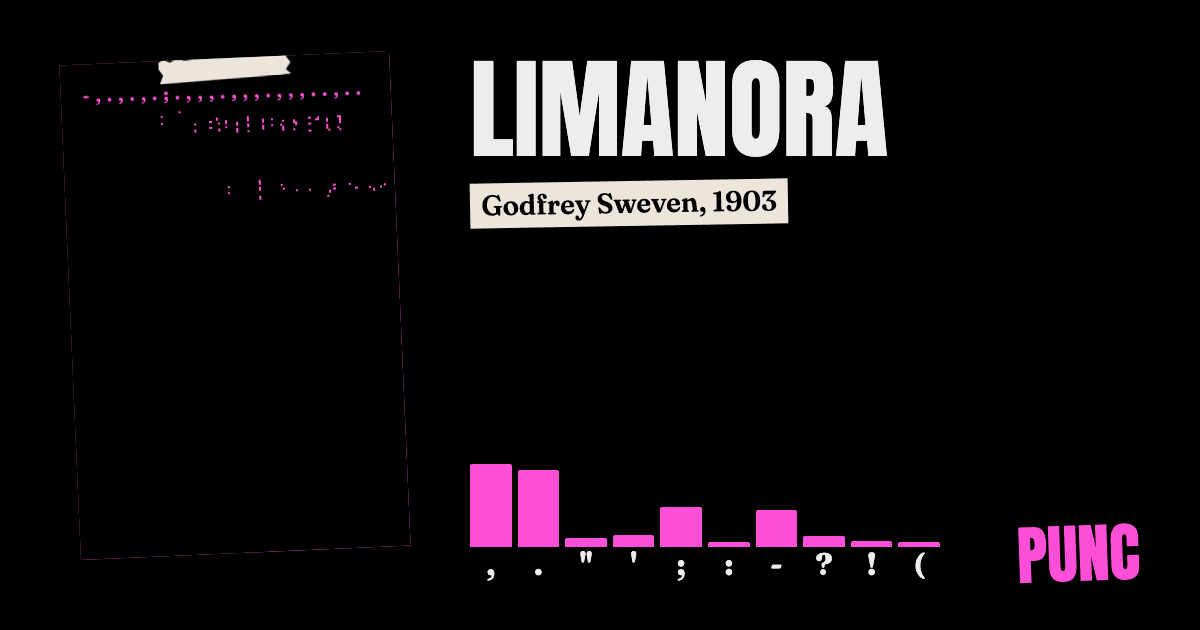 LIMANORA
Godfrey Sweven, 1903
, . " ' ; : - ? ! (
PUNC